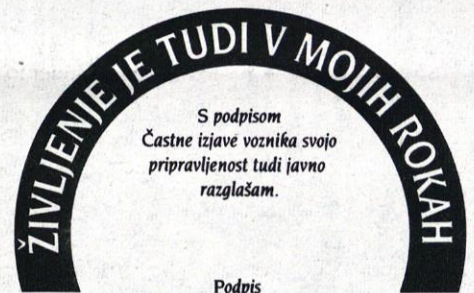 ŽIVLJENJE JE TUDI V MOJIH ROKAH
S podpisom
Častne izjave voznika svojo
pripravljenost tudi javno
razglašam.
Podpis